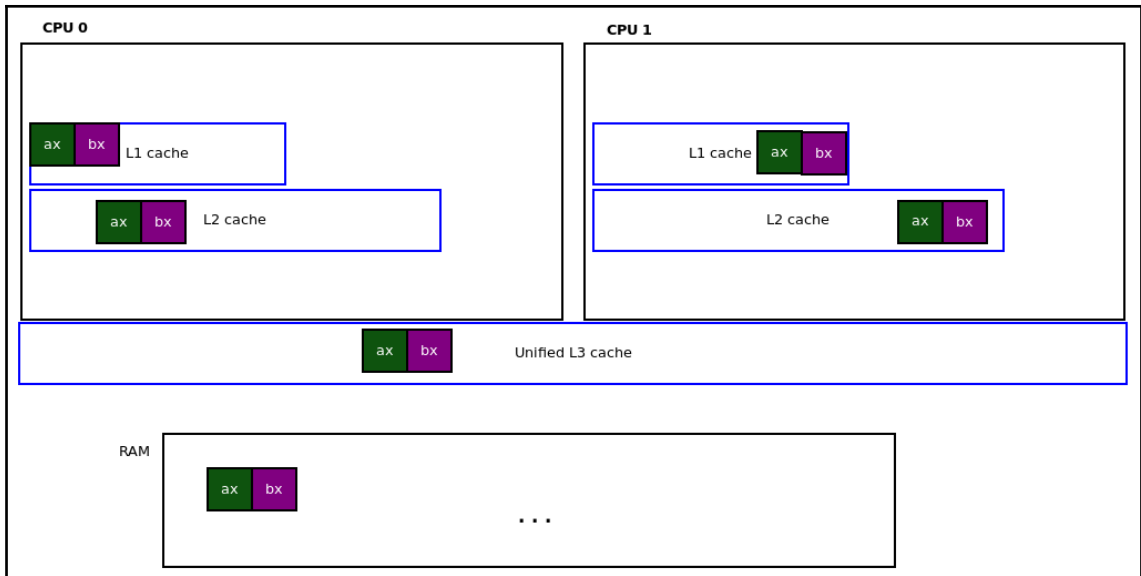 CPU 0
CPU 1
ax bx L1 cache
L1 cache ax bx
ax bx L2 cache
L2 cache ax bx
ax bx Unified L3 cache
RAM
ax bx
...